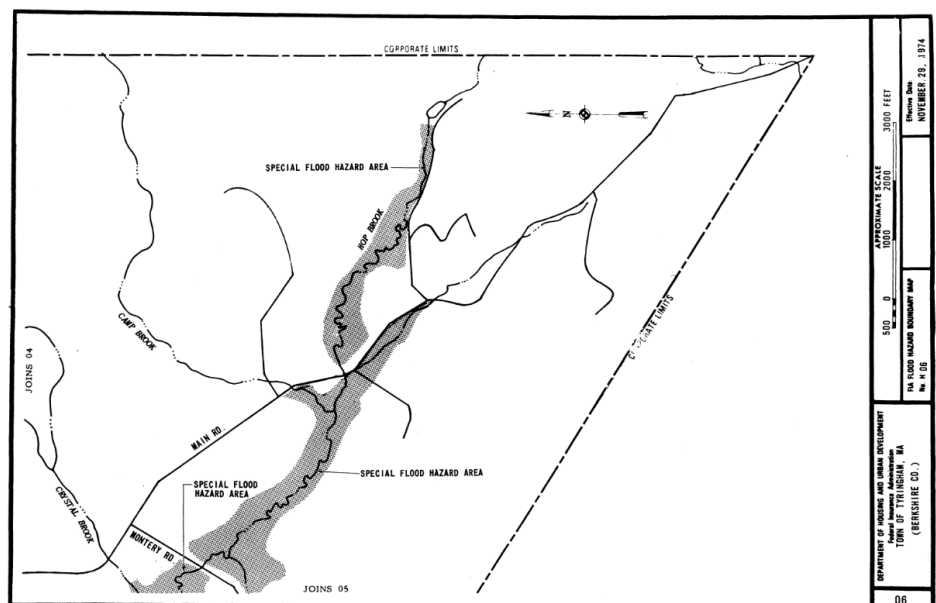 CORPORATE LIMITS
N
SPECIAL FLOOD HAZARD AREA
HOP BROOK
CAMP BROOK
JOINS 04
CORPORATE LIMITS
MAIN RD.
SPECIAL FLOOD HAZARD AREA
SPECIAL FLOOD
HAZARD AREA
CRYSTAL BROOK
MONTERY RD.
JOINS 05
APPROXIMATE SCALE
500 0 1000 2000 3000 FEET
Effective Date:
NOVEMBER 29, 1974
FIA FLOOD HAZARD BOUNDARY MAP
No. H 06
DEPARTMENT OF HOUSING AND URBAN DEVELOPMENT
Federal Insurance Administration
TOWN OF TYRINGHAM, MA
(BERKSHIRE CO.)
06